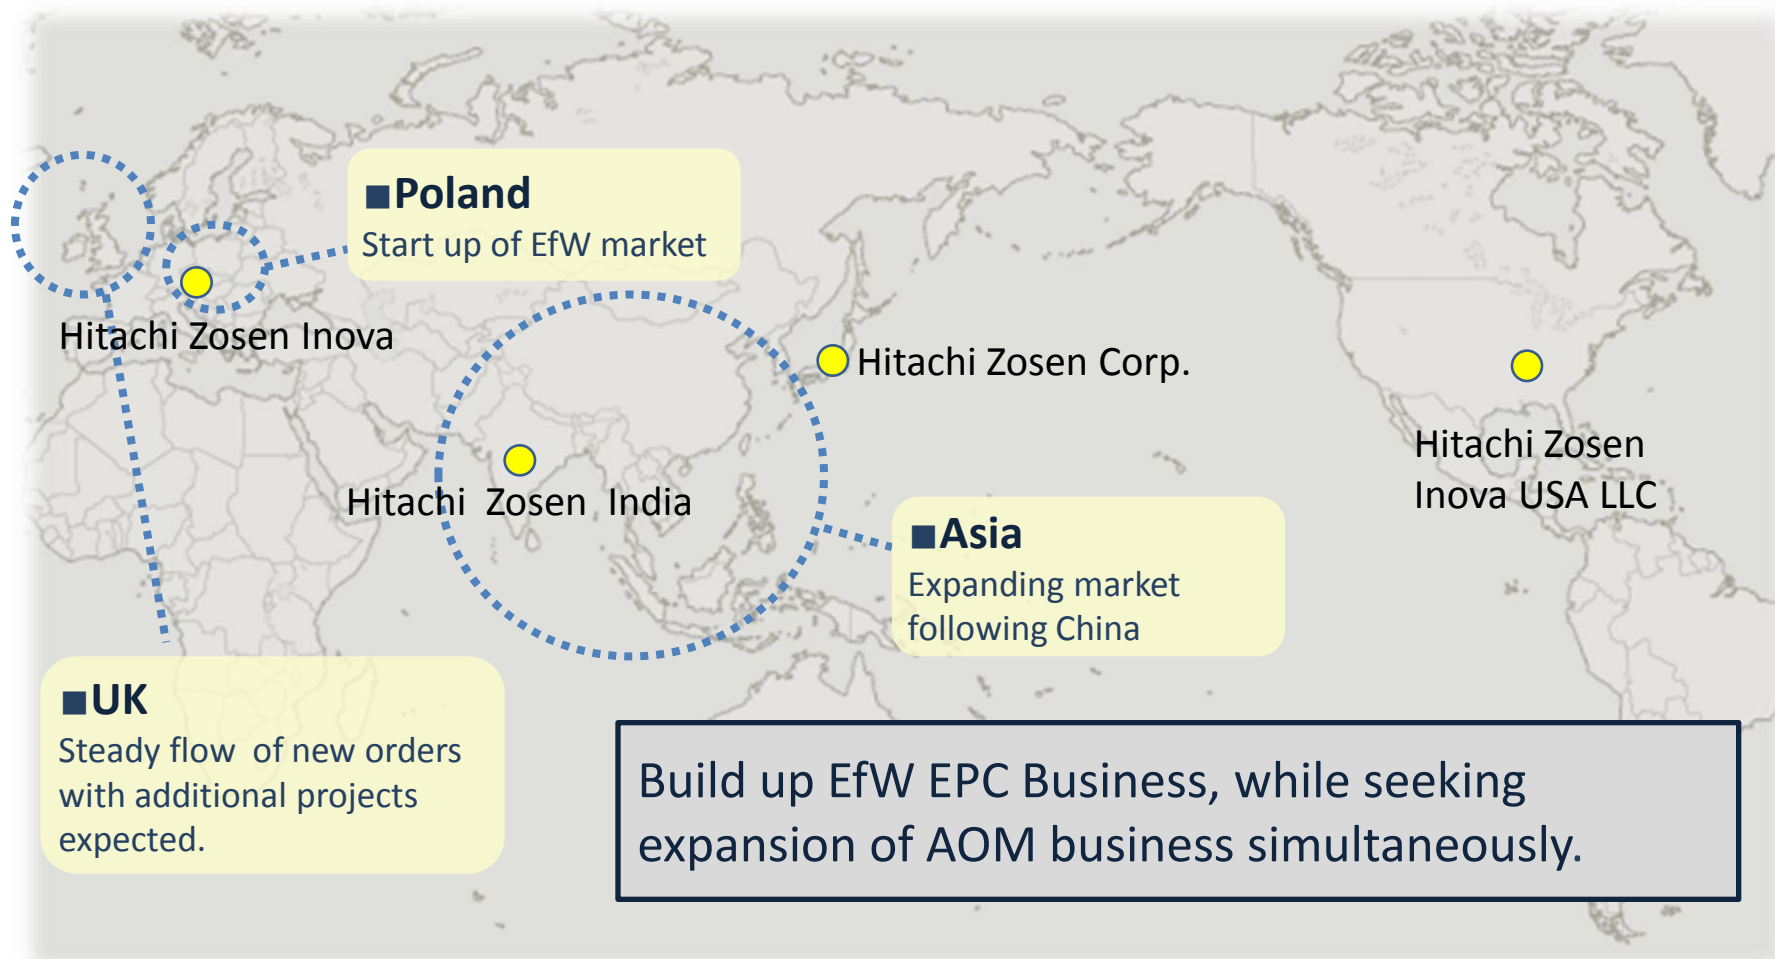 ■Poland
Start up of EfW market
Hitachi Zosen Inova
Hitachi Zosen Corp.
Hitachi Zosen
Inova USA LLC
Hitachi Zosen India
■Asia
Expanding market
following China
■UK
Steady flow of new orders
with additional projects
expected.
Build up EfW EPC Business, while seeking
expansion of AOM business simultaneously.